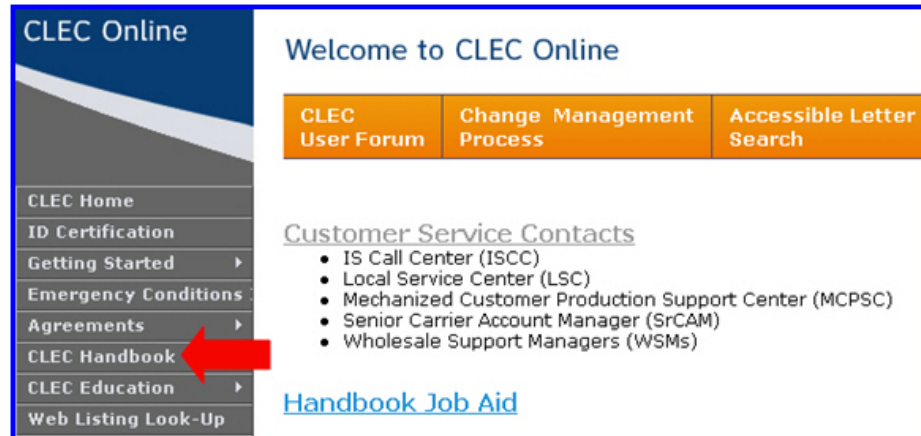 CLEC Online
Welcome to CLEC Online
CLEC
User Forum
Change Management
Process
Accessible Letter
Search
CLEC Home
ID Certification
Getting Started
Emergency Conditions
Agreements
CLEC Handbook
CLEC Education
Web Listing Look-Up
Customer Service Contacts
• IS Call Center (ISCC)
• Local Service Center (LSC)
• Mechanized Customer Production Support Center (MCPSC)
• Senior Carrier Account Manager (SrCAM)
• Wholesale Support Managers (WSMs)
Handbook Job Aid